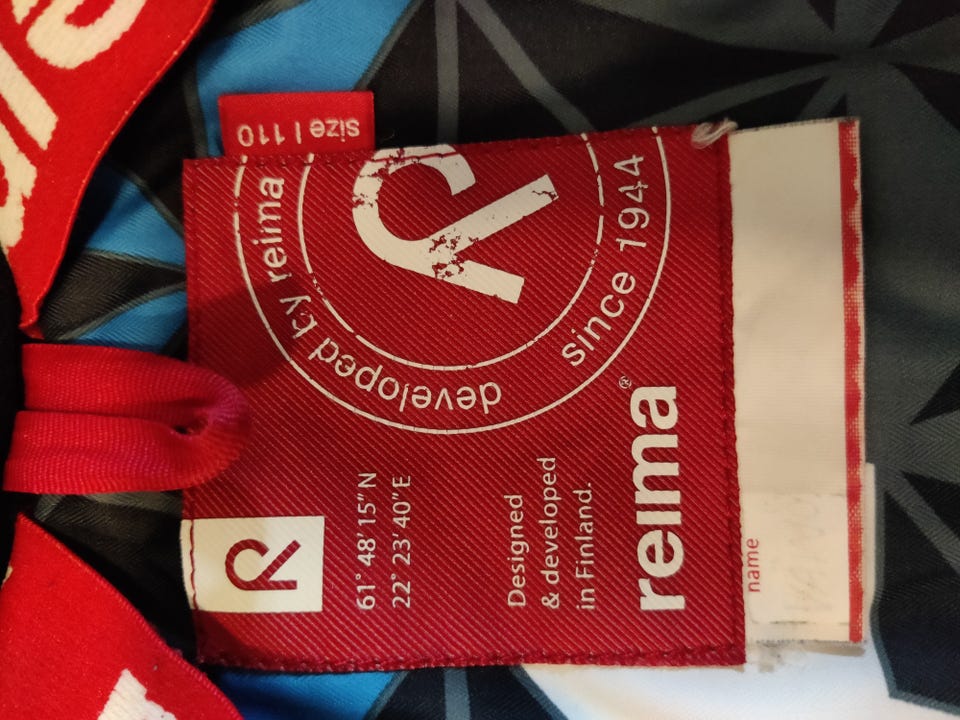 size | 110
developed by reima
since 1944
R
R
61° 48' 15" N
22° 23' 40" E
Designed
& developed
in Finland.
reima®
name